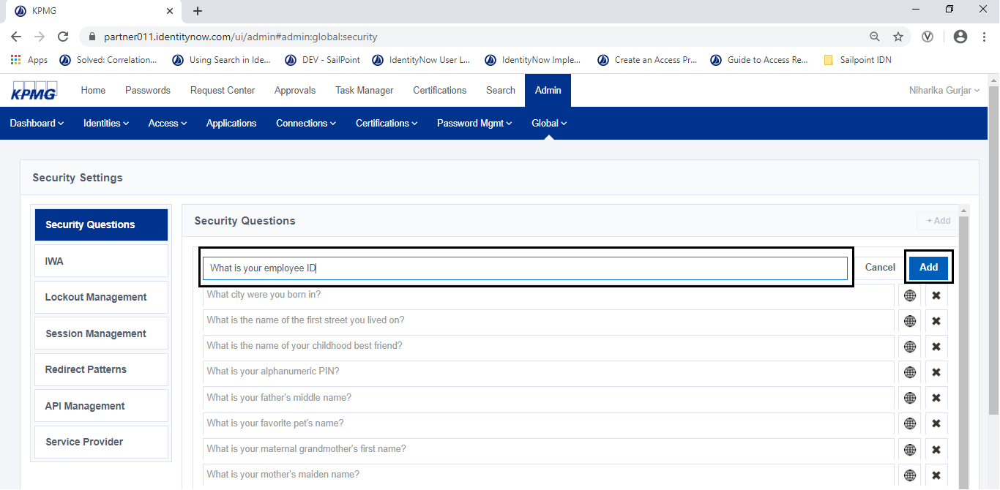 KPMG
partner011.identitynow.com/ui/admin#admin:global:security
Apps Solved: Correlation... Using Search in Ide... DEV - SailPoint IdentityNow User L... IdentityNow Imple... Create an Access Pr... Guide to Access Re... Sailpoint IDN
KPMG Home Passwords Request Center Approvals Task Manager Certifications Search Admin Niharika Gurjar
Dashboard Identities Access Applications Connections Certifications Password Mgmt Global
Security Settings
Security Questions
IWA
Lockout Management
Session Management
Redirect Patterns
API Management
Service Provider
Security Questions + Add
What is your employee ID Cancel Add
What city were you born in?
What is the name of the first street you lived on?
What is the name of your childhood best friend?
What is your alphanumeric PIN?
What is your father's middle name?
What is your favorite pet's name?
What is your maternal grandmother's first name?
What is your mother's maiden name?